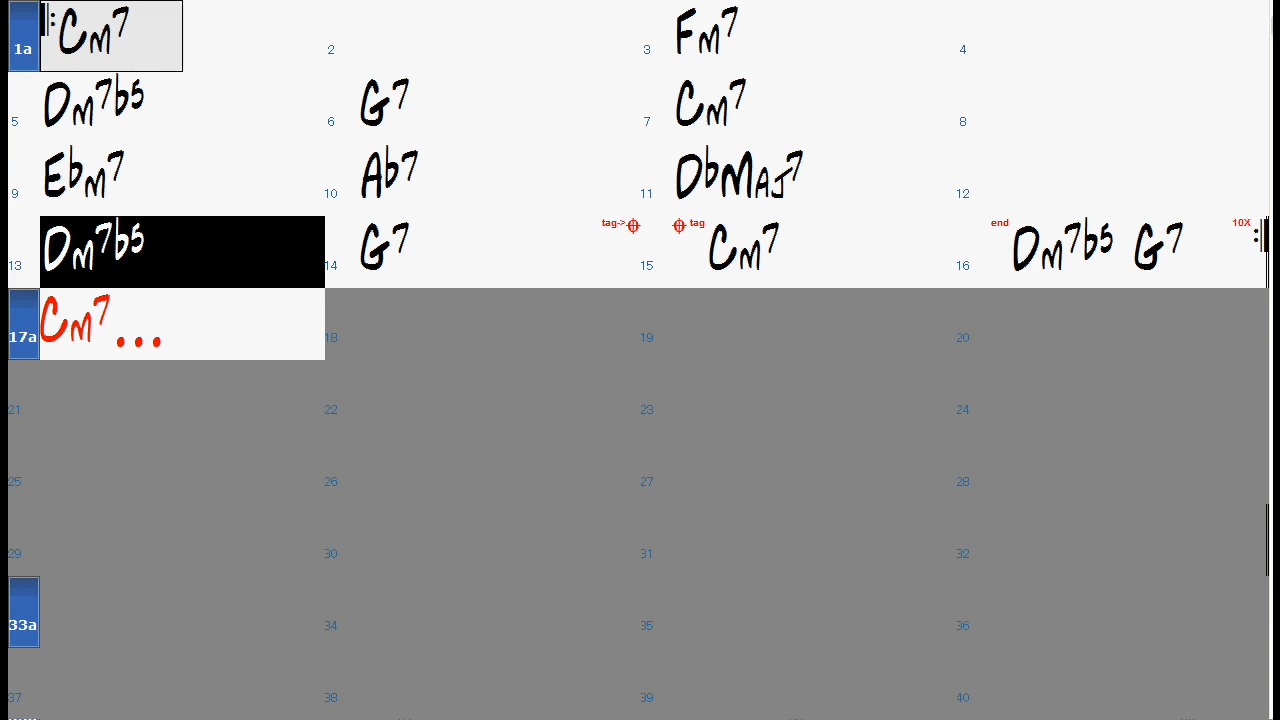 1a Cm7 2 3 Fm7 4
5 Dm7b5 6 G7 7 Cm7 8
9 Ebm7 10 Ab7 11 DbMAJ7 12
13 Dm7b5 14 G7 tag-> 15 tag Cm7 end 16 Dm7b5 G7 10X
17a Cm7... 18 19 20
21 22 23 24
25 26 27 28
29 30 31 32
33a 34 35 36
37 38 39 40